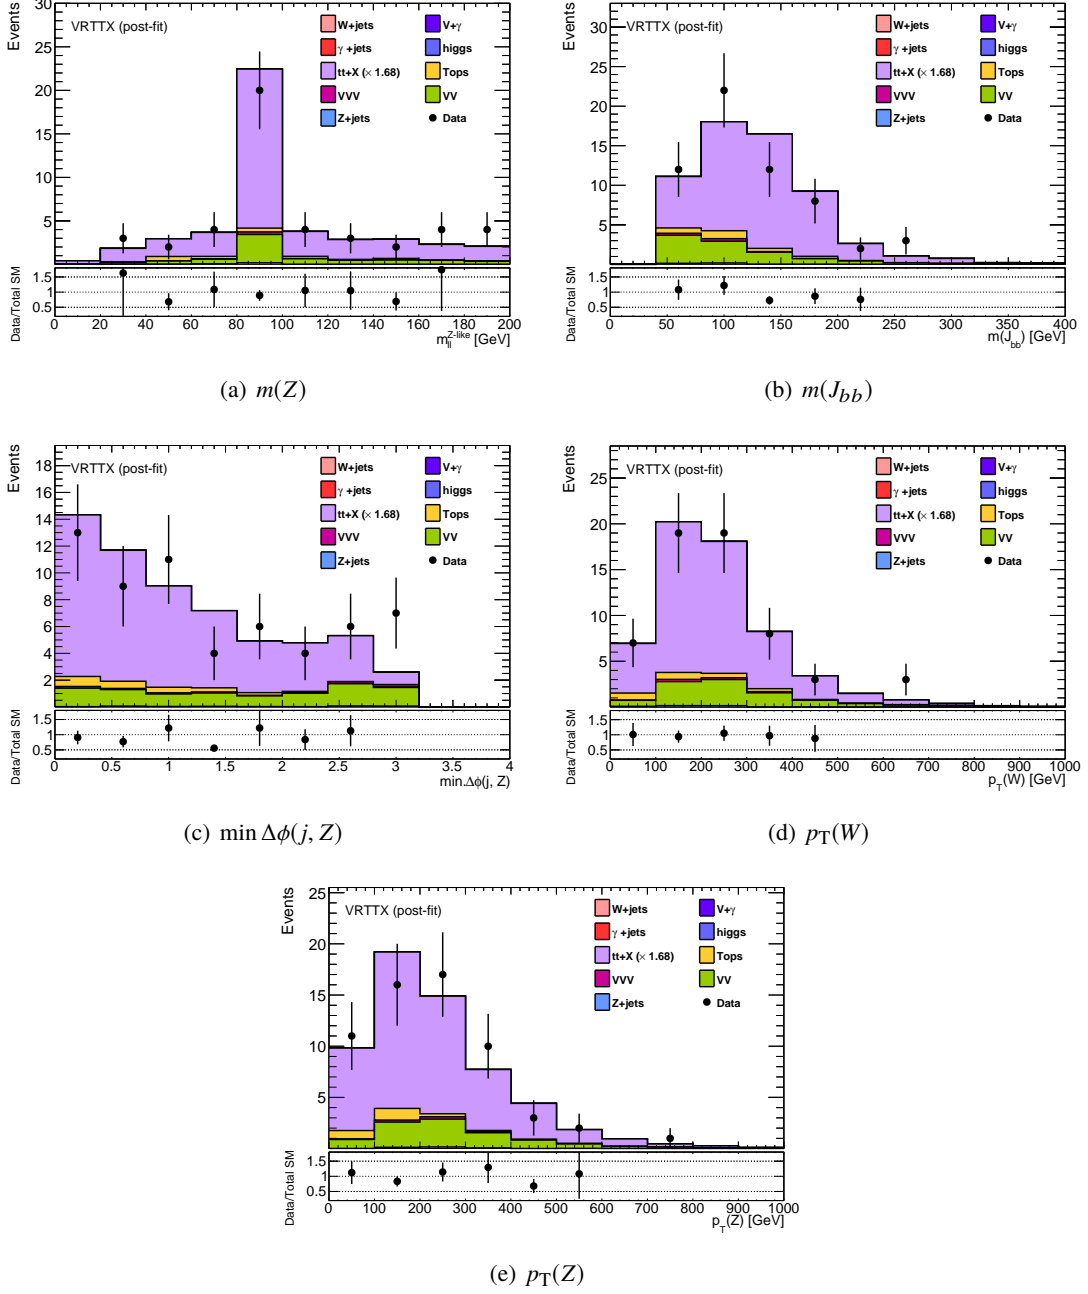 Events
30
25
20
15
10
5
VRTTX (post-fit)
W+jets
γ +jets
tt+X (× 1.68)
VVV
Z+jets
V+γ
higgs
Tops
VV
Data
Data/Total SM
1.5
1
0.5
0 20 40 60 80 100 120 140 160 180 200
m_ll^Z-like [GeV]
(a) m(Z)
Events
30
25
20
15
10
5
VRTTX (post-fit)
W+jets
γ +jets
tt+X (× 1.68)
VVV
Z+jets
V+γ
higgs
Tops
VV
Data
Data/Total SM
1.5
1
0.5
0 50 100 150 200 250 300 350 400
m(J_bb) [GeV]
(b) m(J_bb)
Events
18
16
14
12
10
8
6
4
2
VRTTX (post-fit)
W+jets
γ +jets
tt+X (× 1.68)
VVV
Z+jets
V+γ
higgs
Tops
VV
Data
Data/Total SM
1.5
1
0.5
0 0.5 1 1.5 2 2.5 3 3.5 4
min.Δϕ(j, Z)
(c) min Δϕ(j, Z)
Events
25
20
15
10
5
VRTTX (post-fit)
W+jets
γ +jets
tt+X (× 1.68)
VVV
Z+jets
V+γ
higgs
Tops
VV
Data
Data/Total SM
1.5
1
0.5
0 100 200 300 400 500 600 700 800 900 1000
p_T(W) [GeV]
(d) p_T(W)
Events
25
20
15
10
5
VRTTX (post-fit)
W+jets
γ +jets
tt+X (× 1.68)
VVV
Z+jets
V+γ
higgs
Tops
VV
Data
Data/Total SM
1.5
1
0.5
0 100 200 300 400 500 600 700 800 900 1000
p_T(Z) [GeV]
(e) p_T(Z)